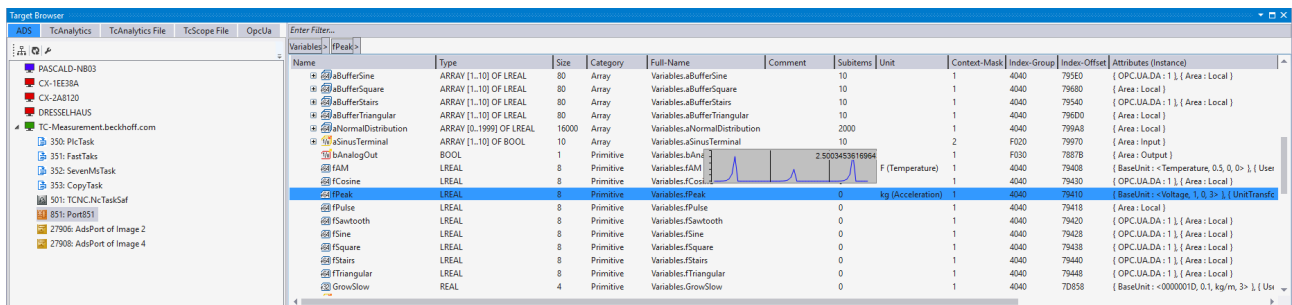 Target Browser
ADS TcAnalytics TcAnalytics File TcScope File OpcUa
Enter Filter...
Variables > fPeak >
PASCALD-NB03
CX-1EE38A
CX-2A8120
DRESSELHAUS
TC-Measurement.beckhoff.com
350: PlcTask
351: FastTaks
352: SevenMsTask
353: CopyTask
501: TCNC.NcTaskSaf
851: Port851
27906: AdsPort of Image 2
27908: AdsPort of Image 4
Name Type Size Category Full-Name Comment Subitems Unit Context-Mask Index-Group Index-Offset Attributes (Instance)
aBufferSine ARRAY [1..10] OF LREAL 80 Array Variables.aBufferSine 10 1 4040 795E0 { OPC.UA.DA : 1 }, { Area : Local }
aBufferSquare ARRAY [1..10] OF LREAL 80 Array Variables.aBufferSquare 10 1 4040 79680 { Area : Local }
aBufferStairs ARRAY [1..10] OF LREAL 80 Array Variables.aBufferStairs 10 1 4040 79540 { OPC.UA.DA : 1 }, { Area : Local }
aBufferTriangular ARRAY [1..10] OF LREAL 80 Array Variables.aBufferTriangular 10 1 4040 796D0 { Area : Local }
aNormalDistribution ARRAY [0..1999] OF LREAL 16000 Array Variables.aNormalDistribution 2000 1 4040 799A8 { Area : Local }
aSinusTerminal ARRAY [1..10] OF BOOL 10 Array Variables.aSinusTerminal 10 2 F020 79970 { Area : Input }
bAnalogOut BOOL 1 Primitive Variables.bAna 2.5003453616964 1 F030 7887B { Area : Output }
fAM LREAL 8 Primitive Variables.fAM F (Temperature) 1 4040 79408 { BaseUnit : <Temperature, 0.5, 0, 0> }, { User
fCosine LREAL 8 Primitive Variables.fCosi 1 4040 79430 { OPC.UA.DA : 1 }, { Area : Local }
fPeak LREAL 8 Primitive Variables.fPeak 0 kg (Acceleration) 1 4040 79410 { BaseUnit : <Voltage, 1, 0, 3> }, { UnitTransfc
fPulse LREAL 8 Primitive Variables.fPulse 0 1 4040 79418 { Area : Local }
fSawtooth LREAL 8 Primitive Variables.fSawtooth 0 1 4040 79420 { OPC.UA.DA : 1 }, { Area : Local }
fSine LREAL 8 Primitive Variables.fSine 0 1 4040 79428 { OPC.UA.DA : 1 }, { Area : Local }
fSquare LREAL 8 Primitive Variables.fSquare 0 1 4040 79438 { OPC.UA.DA : 1 }, { Area : Local }
fStairs LREAL 8 Primitive Variables.fStairs 0 1 4040 79448 { OPC.UA.DA : 1 }, { Area : Local }
fTriangular LREAL 8 Primitive Variables.fTriangular 0 1 4040 79448 { OPC.UA.DA : 1 }, { Area : Local }
GrowSlow REAL 4 Primitive Variables.GrowSlow 0 1 4040 7D858 { BaseUnit : <0000001D, 0.1, kg/m, 3> }, { Use